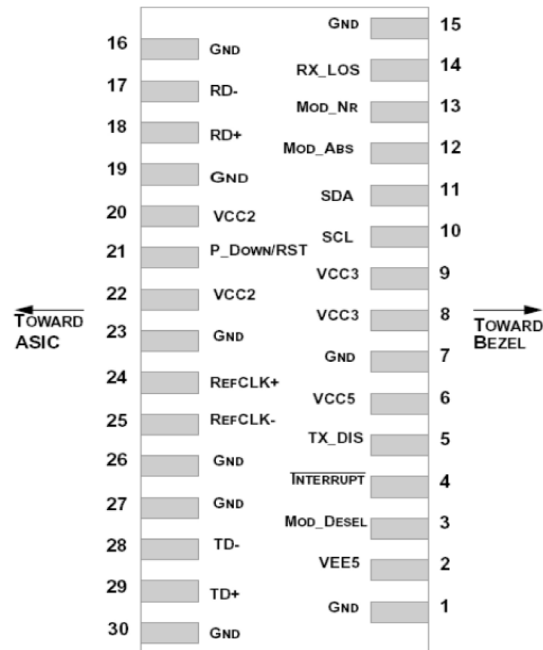 GND 15
16 GND
RX_LOS 14
17 RD-
MOD_NR 13
18 RD+
MOD_ABS 12
19 GND
SDA 11
20 VCC2
SCL 10
21 P_DOWN/RST
VCC3 9
22 VCC2
VCC3 8
TOWARD ASIC
TOWARD BEZEL
23 GND
GND 7
24 REFCLK+
VCC5 6
25 REFCLK-
TX_DIS 5
26 GND
INTERRUPT 4
27 GND
MOD_DESEL 3
28 TD-
VEE5 2
29 TD+
GND 1
30 GND